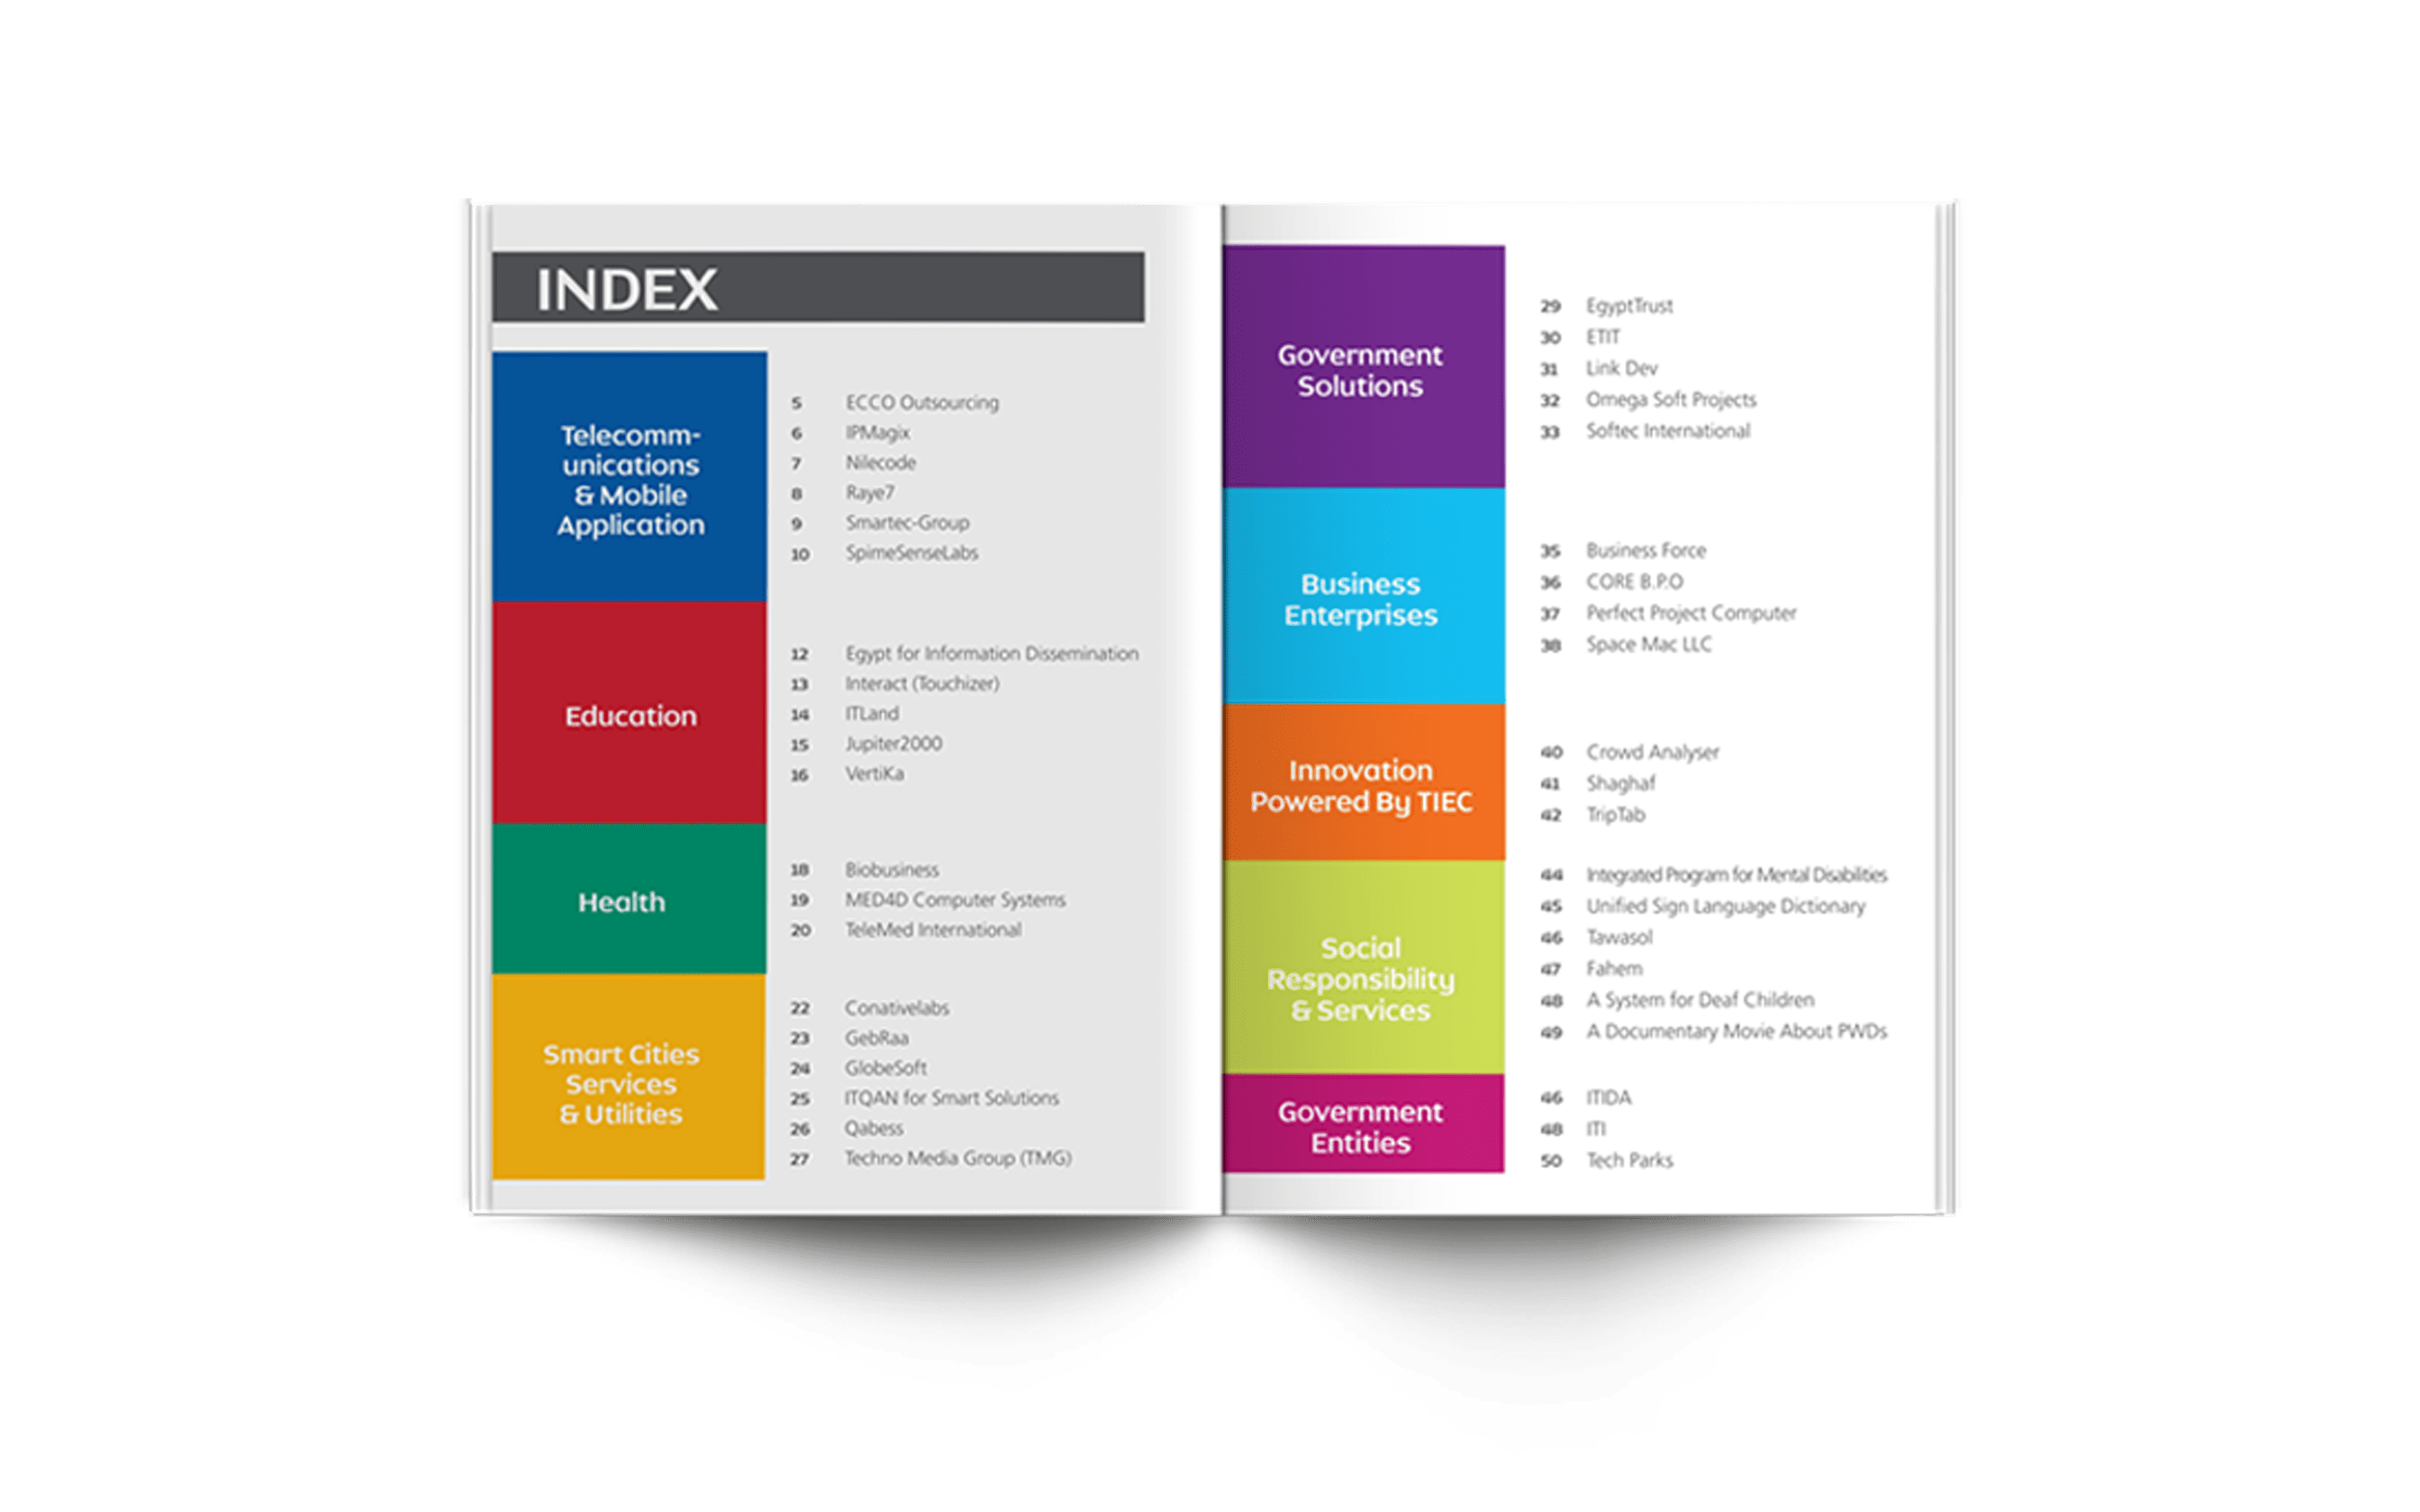 INDEX
Telecomm-
unications
& Mobile
Application
5 ECCO Outsourcing
6 IPMagix
7 Nilecode
8 Raye7
9 Smartec-Group
10 SpimeSenseLabs
Education
12 Egypt for Information Dissemination
13 Interact (Touchizer)
14 ITLand
15 Jupiter2000
16 VertiKa
Health
18 Biobusiness
19 MED4D Computer Systems
20 TeleMed International
Smart Cities
Services
& Utilities
22 Conativelabs
23 GebRaa
24 GlobeSoft
25 ITQAN for Smart Solutions
26 Qabess
27 Techno Media Group (TMG)
Government
Solutions
29 EgyptTrust
30 ETIT
31 Link Dev
32 Omega Soft Projects
33 Softec International
Business
Enterprises
35 Business Force
36 CORE B.P.O
37 Perfect Project Computer
38 Space Mac LLC
Innovation
Powered By TIEC
40 Crowd Analyser
41 Shaghaf
42 TripTab
Social
Responsibility
& Services
44 Integrated Program for Mental Disabilities
45 Unified Sign Language Dictionary
46 Tawasol
47 Fahem
48 A System for Deaf Children
49 A Documentary Movie About PWDs
Government
Entities
46 ITIDA
48 ITI
50 Tech Parks